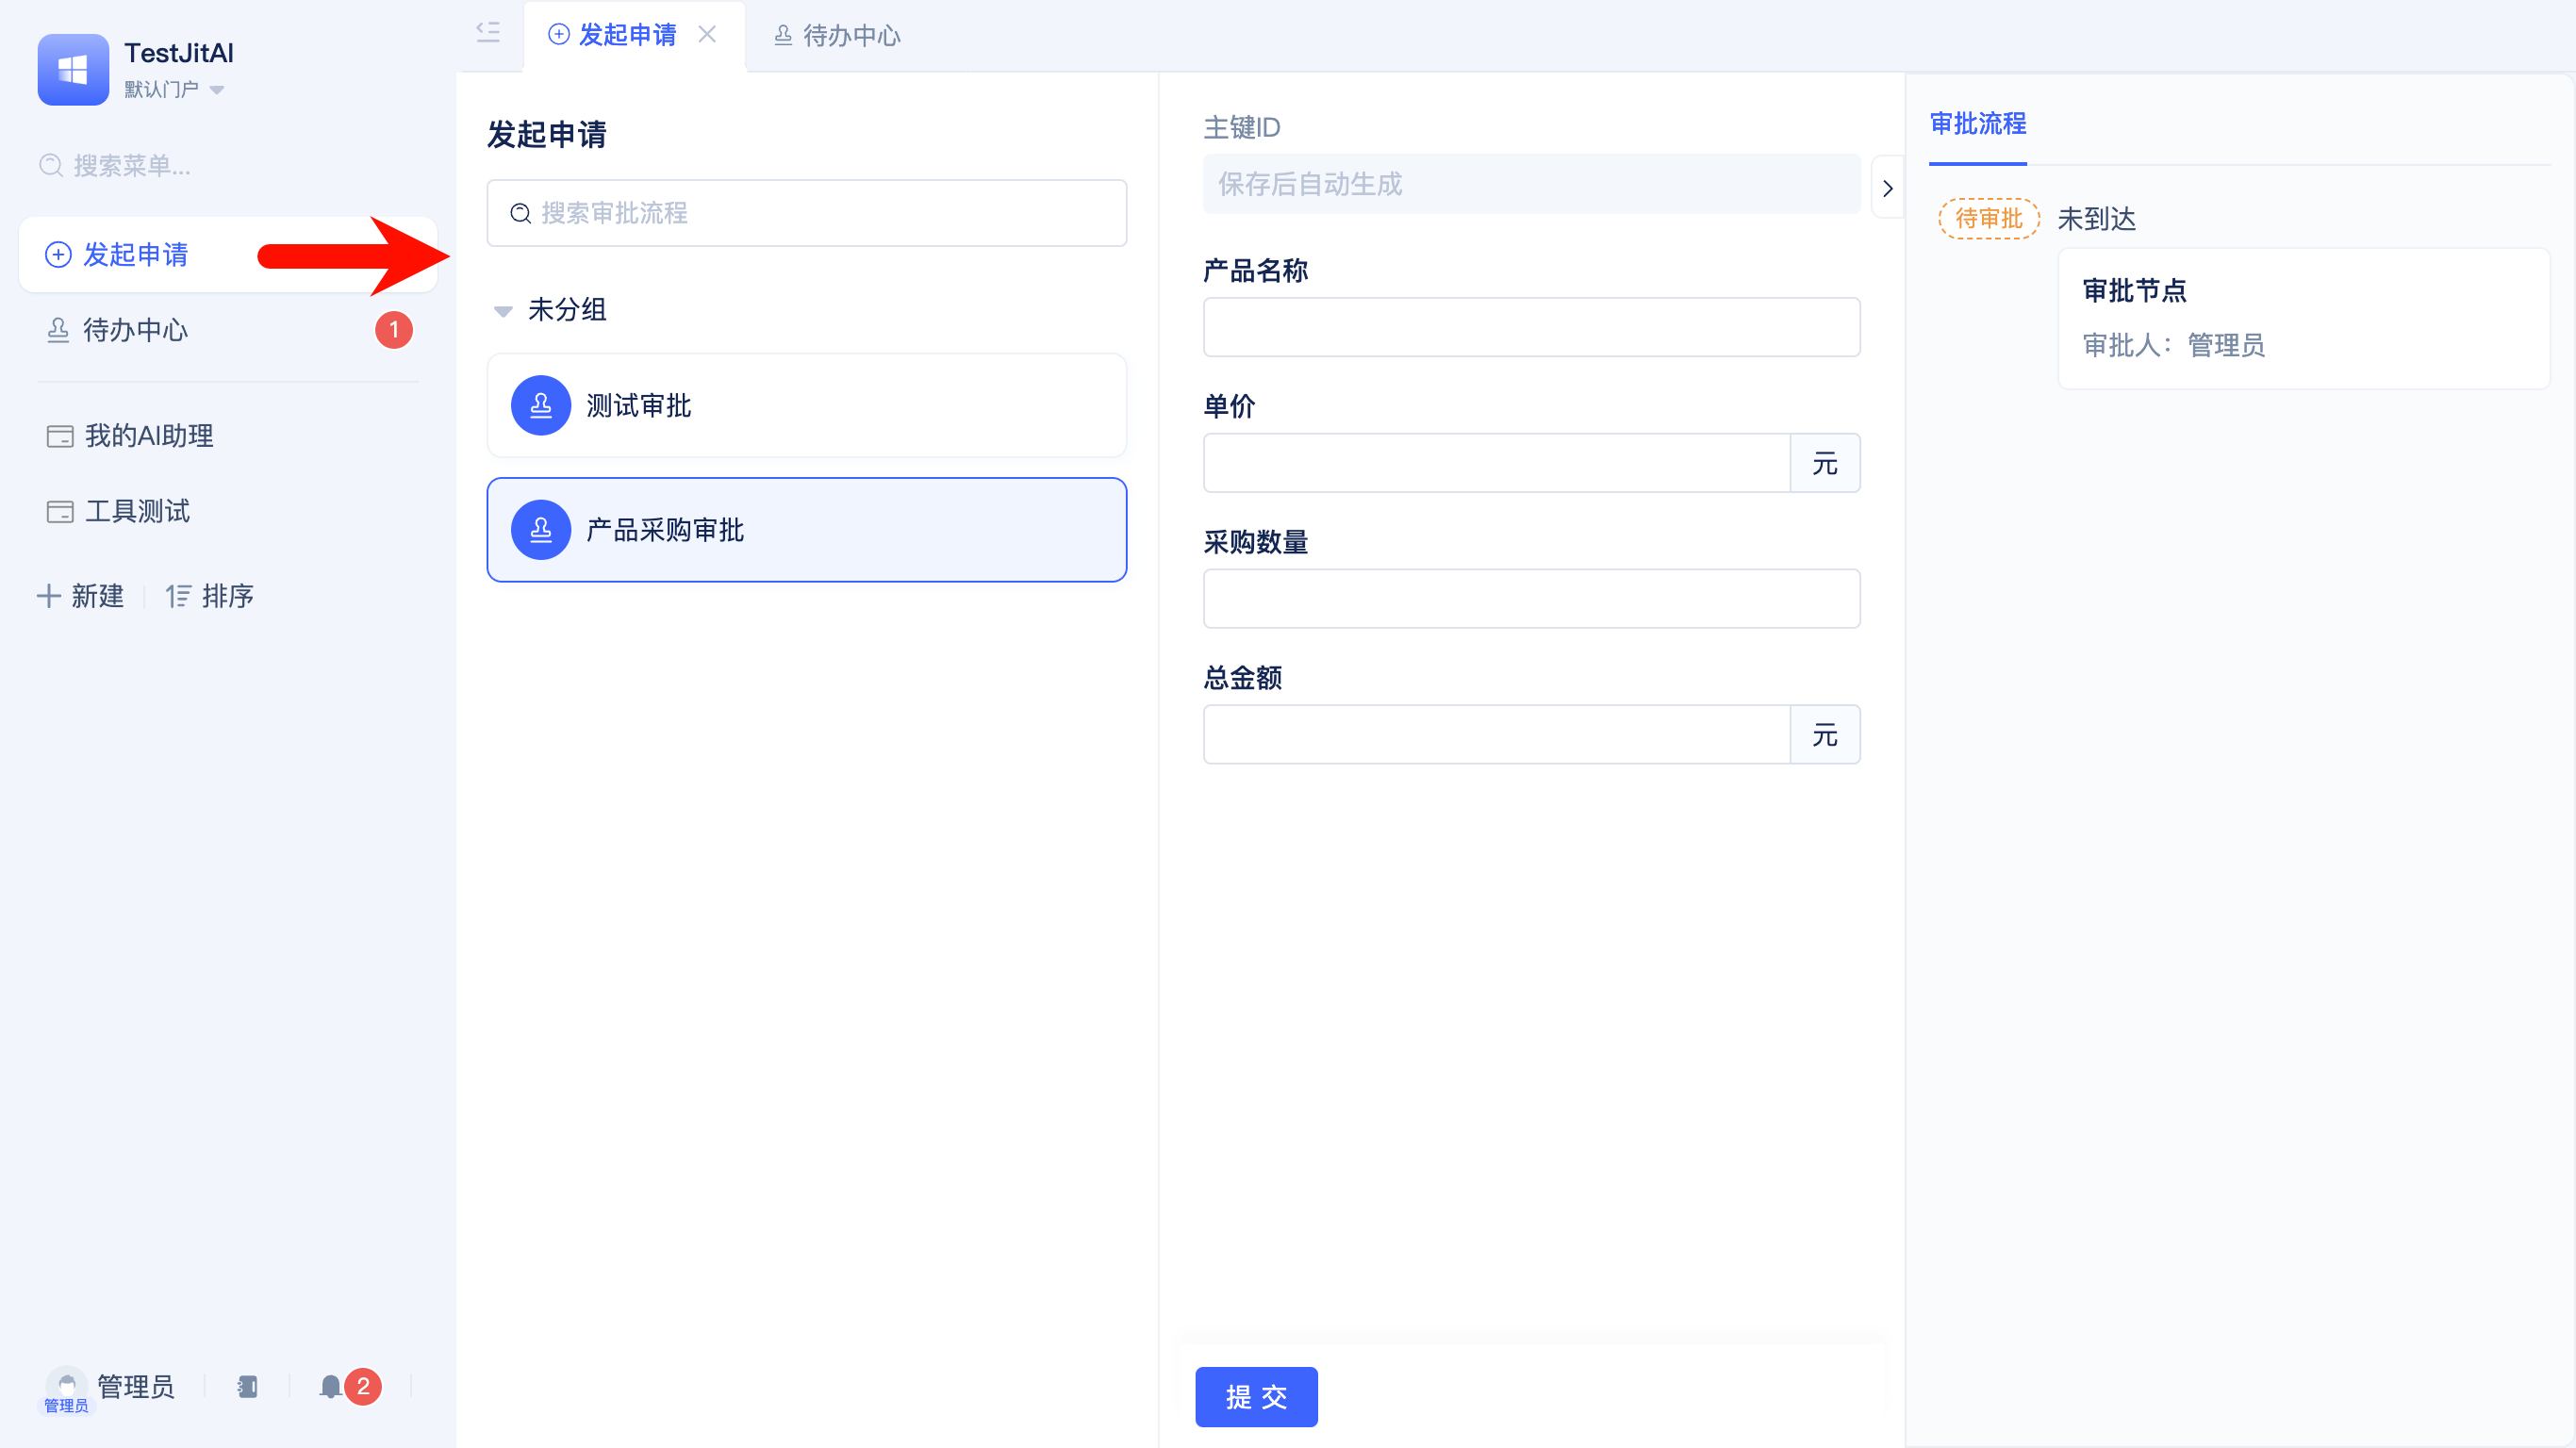 TestJitAI
默认门户
搜索菜单...
发起申请
待办中心
1
我的AI助理
工具测试
新建
排序
管理员
管理员
2
发起申请
待办中心
发起申请
搜索审批流程
未分组
测试审批
产品采购审批
主键ID
保存后自动生成
产品名称
单价
元
采购数量
总金额
元
提 交
审批流程
待审批
未到达
审批节点
审批人：管理员